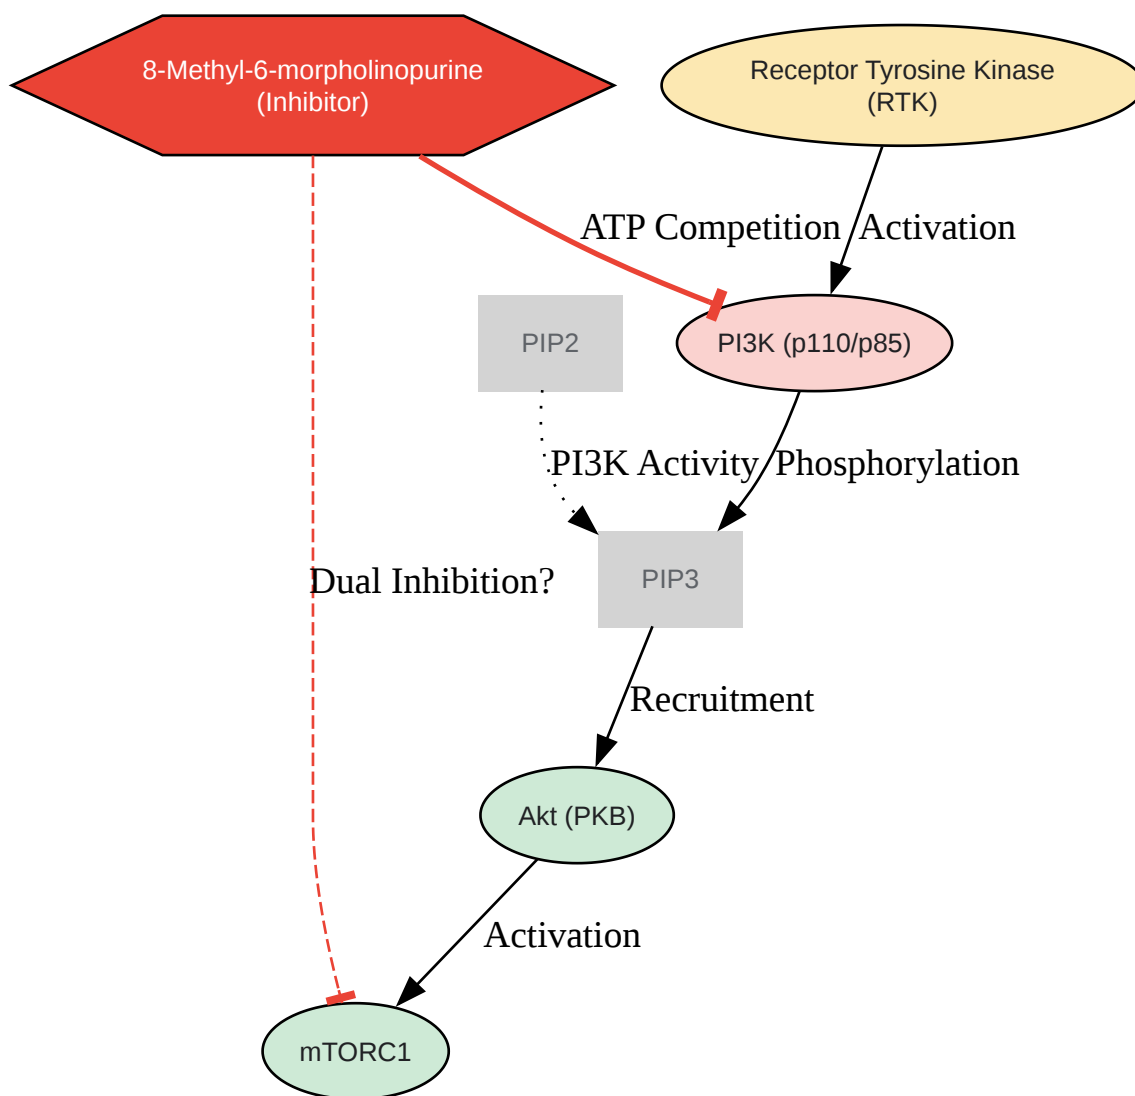 8-Methyl-6-morpholinopurine
(Inhibitor)
Receptor Tyrosine Kinase
(RTK)
ATP Competition
Activation
PIP2
PI3K (p110/p85)
PI3K Activity
Phosphorylation
Dual Inhibition?
PIP3
Recruitment
Akt (PKB)
Activation
mTORC1